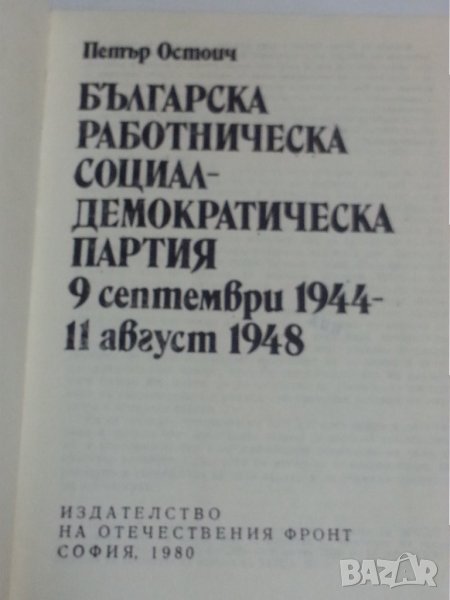 Петър Остоич
БЪЛГАРСКА
РАБОТНИЧЕСКА
СОЦИАЛ-
ДЕМОКРАТИЧЕСКА
ПАРТИЯ
9 септември 1944-
11 август 1948
ИЗДАТЕЛСТВО
НА ОТЕЧЕСТВЕНИЯ ФРОНТ
СОФИЯ, 1980
BAZAR